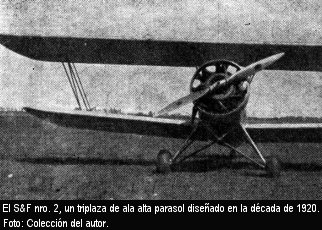 El S&F nro. 2, un triplaza de ala alta parasol diseñado en la década de 1920.
Foto: Colección del autor.